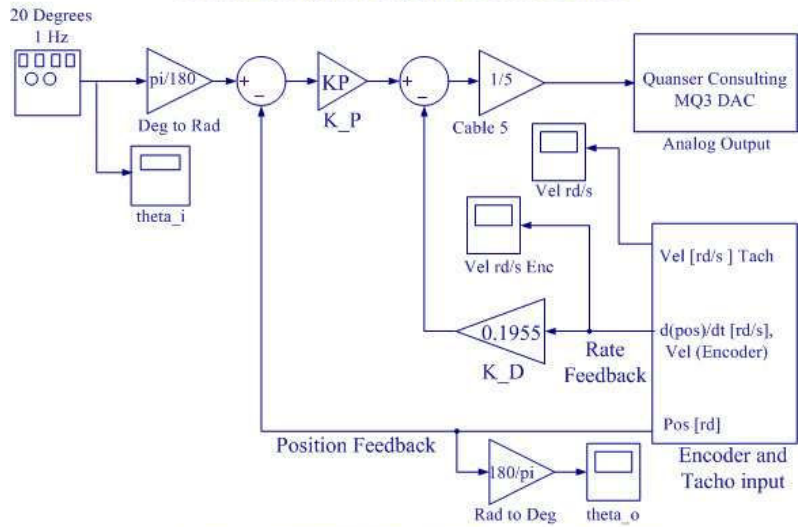 20 Degrees
1 Hz
pi/180
Deg to Rad
theta_i
+
−
KP
K_P
+
−
1/5
Cable 5
Quanser Consulting
MQ3 DAC
Analog Output
Vel rd/s
Vel rd/s Enc
Vel [rd/s ] Tach
0.1955
K_D
Rate
Feedback
d(pos)/dt [rd/s],
Vel (Encoder)
Pos [rd]
Position Feedback
Encoder and
Tacho input
180/pi
Rad to Deg
theta_o